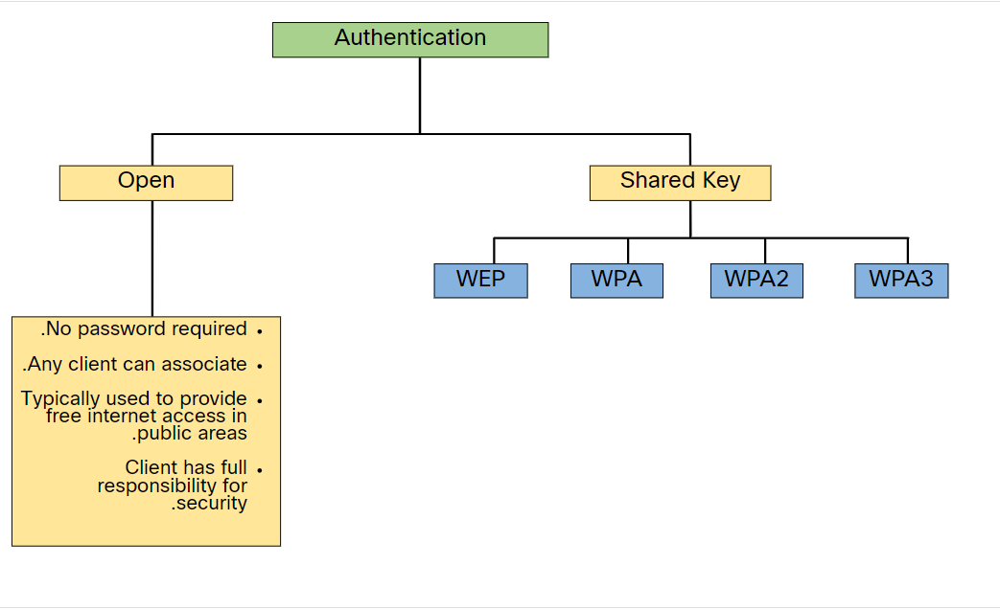 Authentication
Open
Shared Key
WEP
WPA
WPA2
WPA3
.No password required •
.Any client can associate •
Typically used to provide •
free internet access in
.public areas
Client has full •
responsibility for
.security